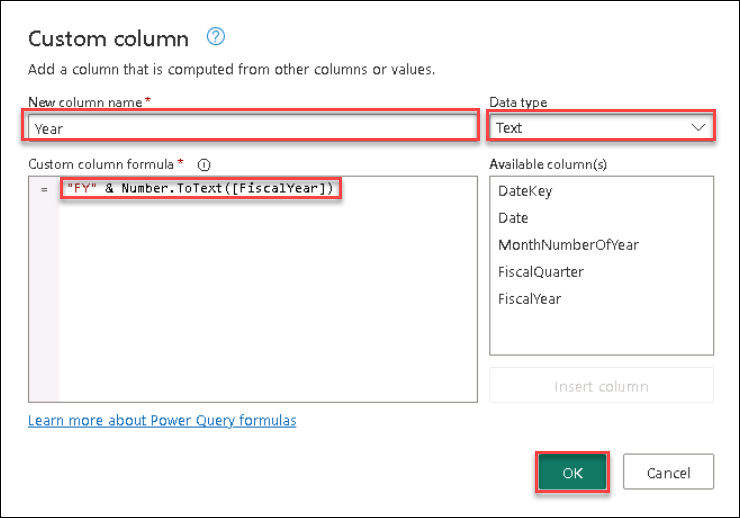 Custom column ?
Add a column that is computed from other columns or values.
New column name *
Data type
Year
Text
Custom column formula *
Available column(s)
= "FY" & Number.ToText([FiscalYear])
DateKey
Date
MonthNumberOfYear
FiscalQuarter
FiscalYear
Insert column
Learn more about Power Query formulas
OK
Cancel